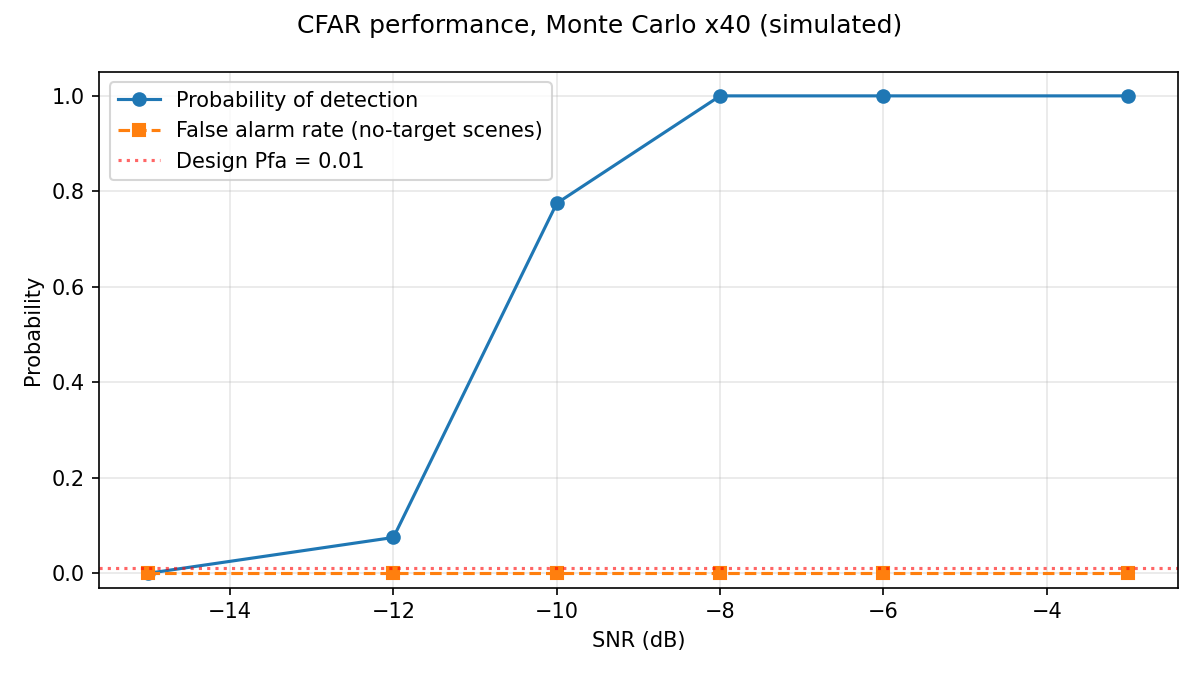 CFAR performance, Monte Carlo x40 (simulated)
Probability of detection
False alarm rate (no-target scenes)
Design Pfa = 0.01
Probability
1.0
0.8
0.6
0.4
0.2
0.0
−14 −12 −10 −8 −6 −4
SNR (dB)